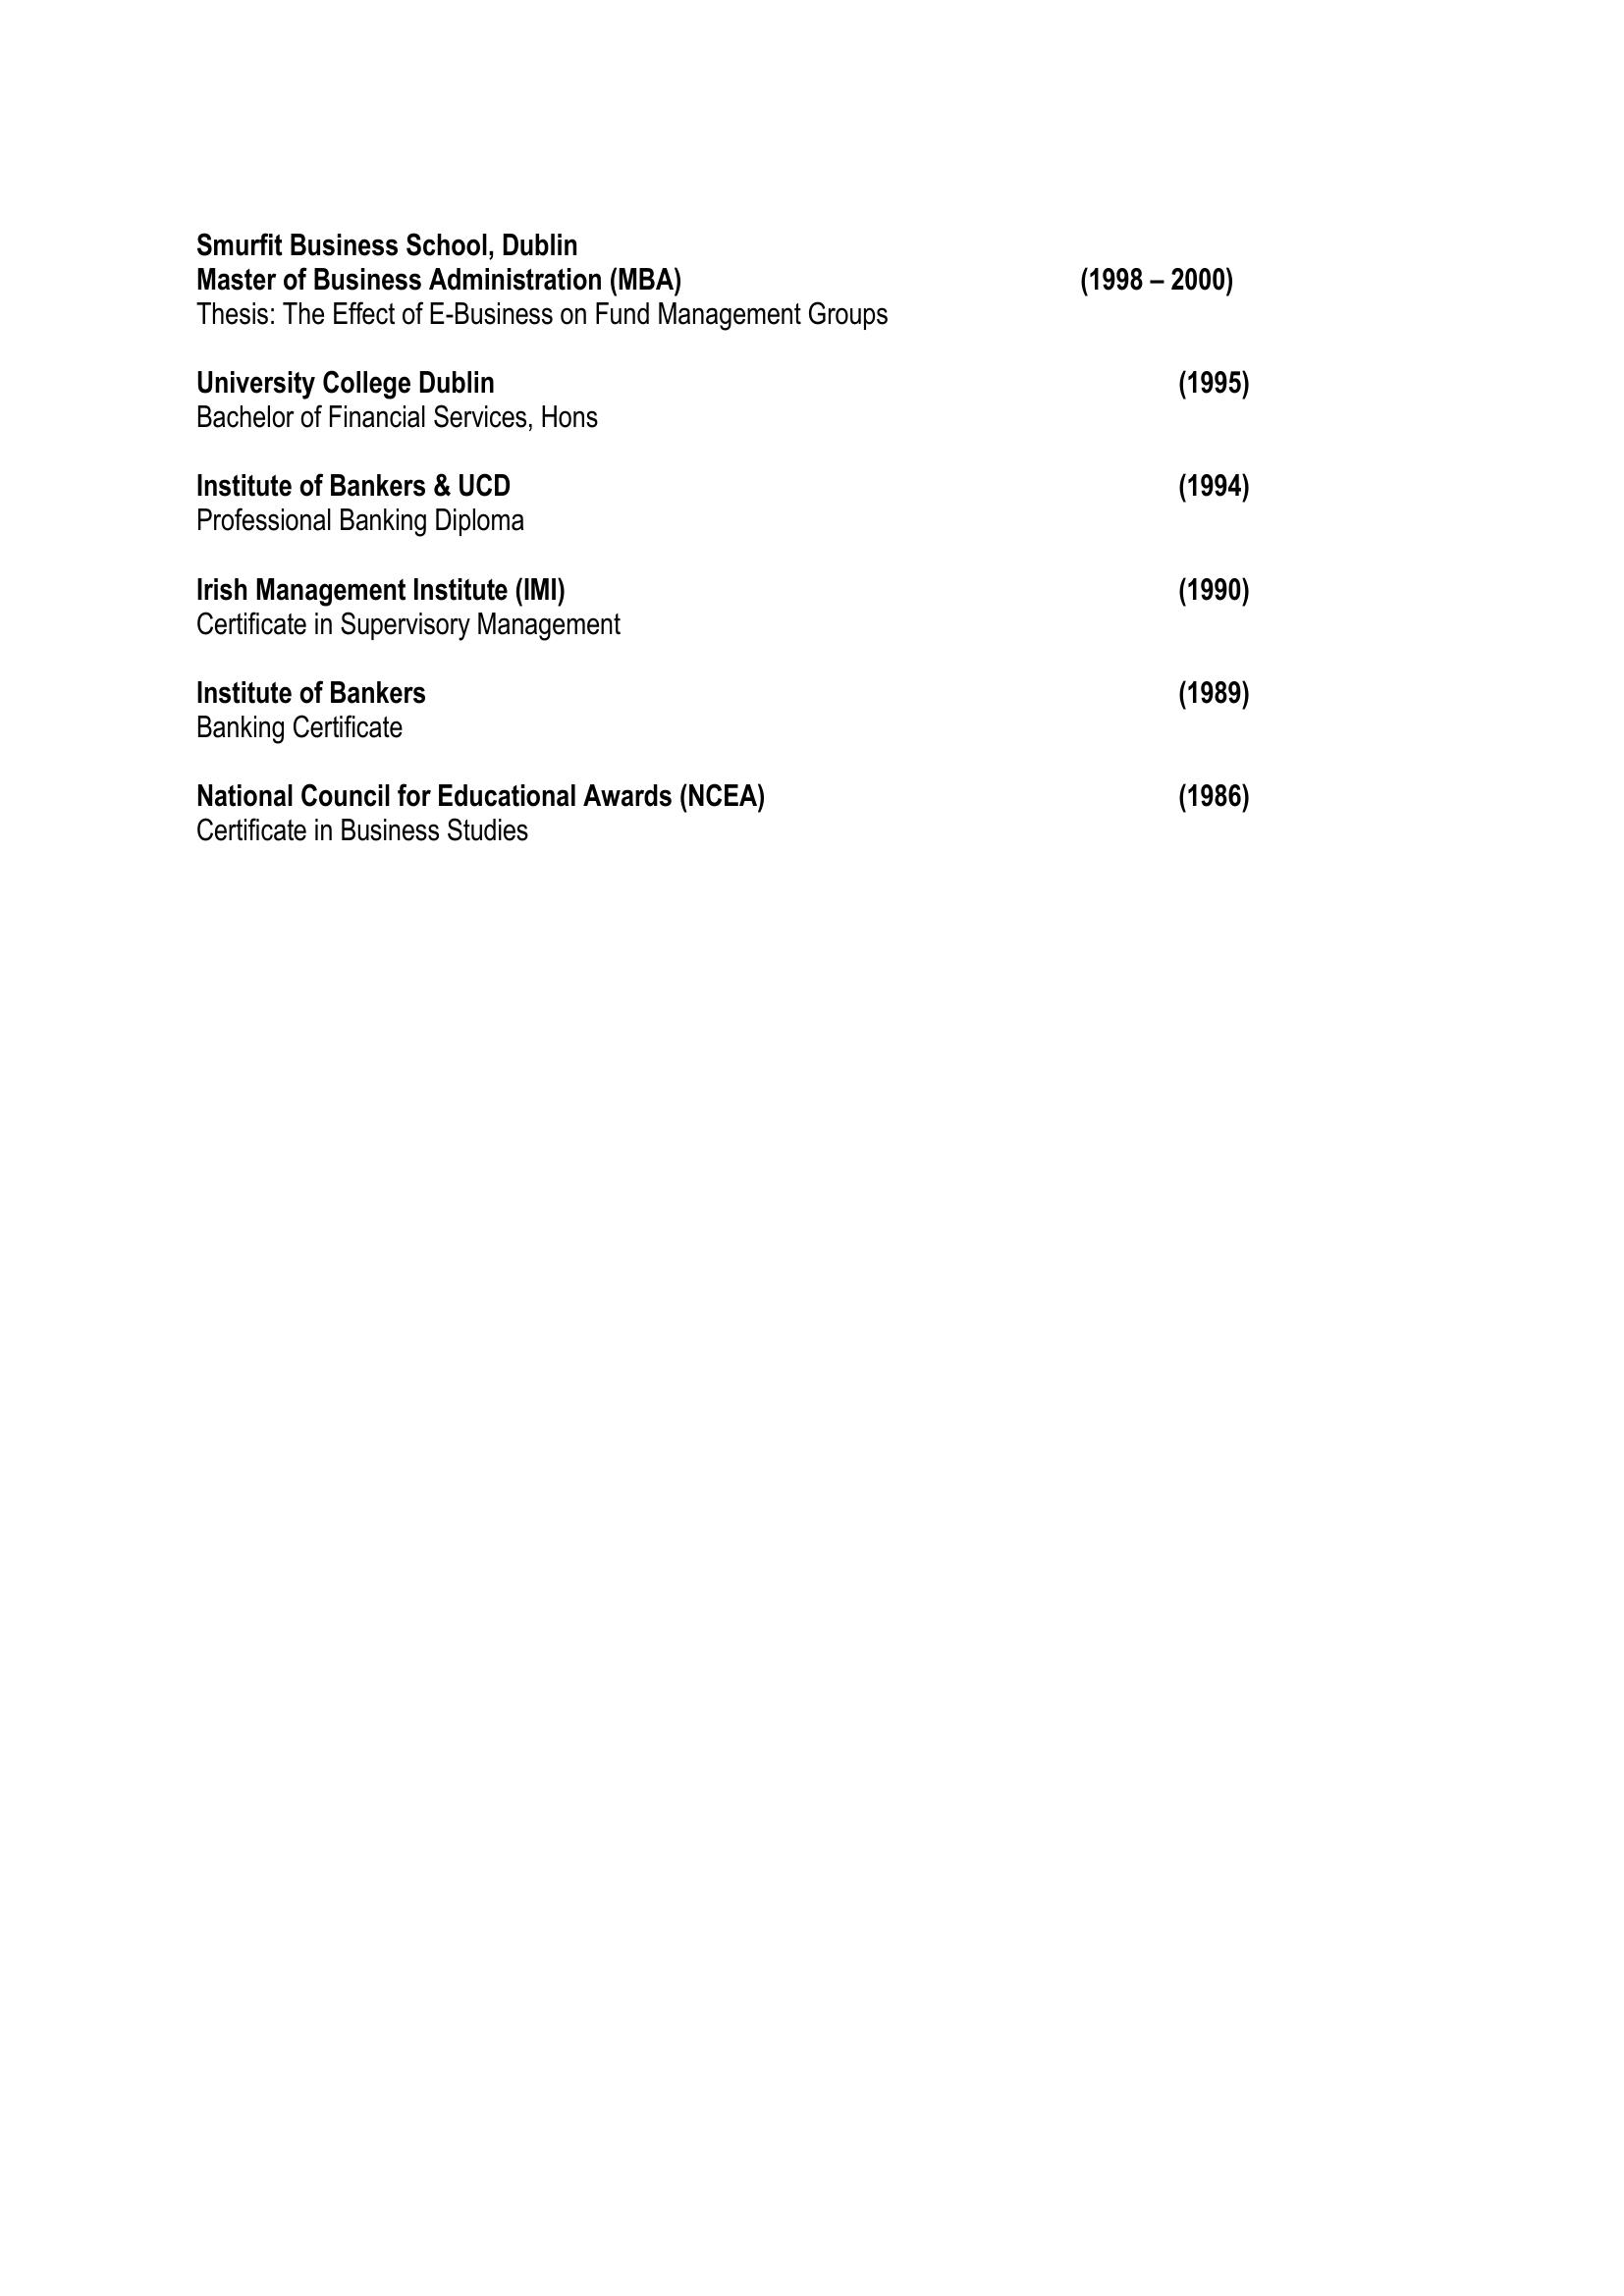 Smurfit Business School, Dublin
Master of Business Administration (MBA) (1998 – 2000)
Thesis: The Effect of E-Business on Fund Management Groups
University College Dublin (1995)
Bachelor of Financial Services, Hons
Institute of Bankers & UCD (1994)
Professional Banking Diploma
Irish Management Institute (IMI) (1990)
Certificate in Supervisory Management
Institute of Bankers (1989)
Banking Certificate
National Council for Educational Awards (NCEA) (1986)
Certificate in Business Studies